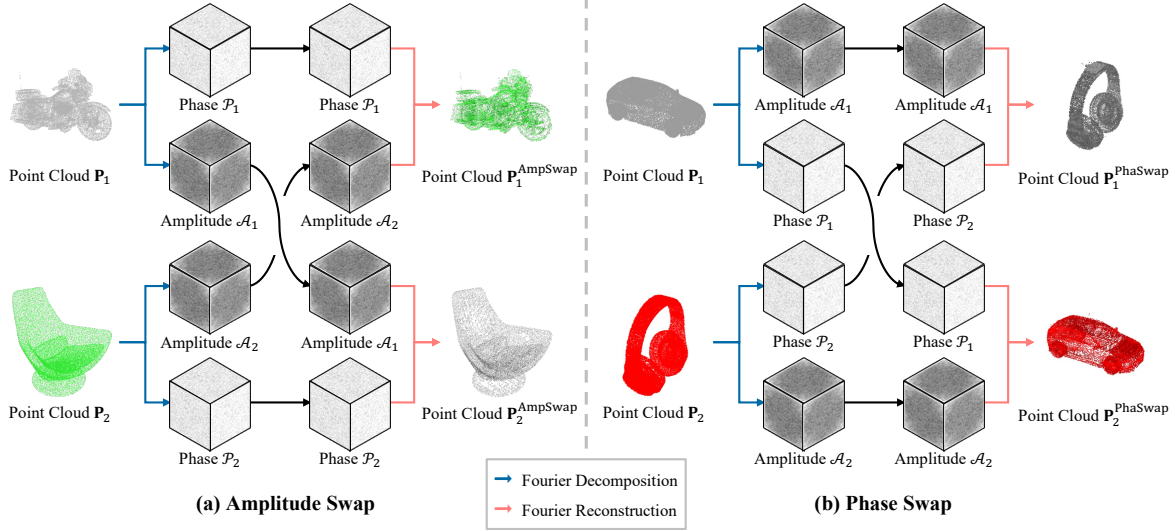 Phase 𝒫₁ Phase 𝒫₁
Point Cloud 𝐏₁
Amplitude 𝒜₁ Amplitude 𝒜₂
Point Cloud 𝐏₁^AmpSwap
Amplitude 𝒜₂ Amplitude 𝒜₁
Point Cloud 𝐏₂
Phase 𝒫₂ Phase 𝒫₂
Point Cloud 𝐏₂^AmpSwap
(a) Amplitude Swap
Amplitude 𝒜₁ Amplitude 𝒜₁
Point Cloud 𝐏₁
Phase 𝒫₁ Phase 𝒫₂
Point Cloud 𝐏₁^PhaSwap
Phase 𝒫₂ Phase 𝒫₁
Point Cloud 𝐏₂
Amplitude 𝒜₂ Amplitude 𝒜₂
Point Cloud 𝐏₂^PhaSwap
(b) Phase Swap
Fourier Decomposition
Fourier Reconstruction